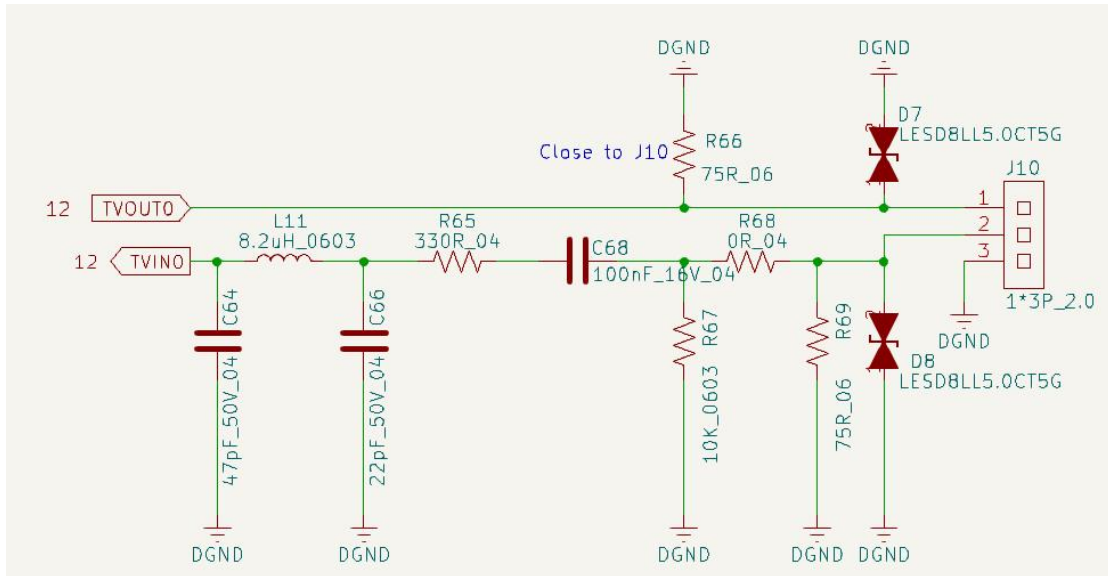 DGND
DGND
D7
LESD8LL5.0CT5G
R66
Close to J10
75R_06
J10
12
TVOUT0
1
L11
R65
R68
2
8.2uH_0603
330R_04
0R_04
C68
3
12
TVIN0
100nF_16V_04
1*3P_2.0
C64
C66
R67
R69
DGND
D8
LESD8LL5.0CT5G
47pF_50V_04
22pF_50V_04
10K_0603
75R_06
DGND
DGND
DGND
DGND
DGND